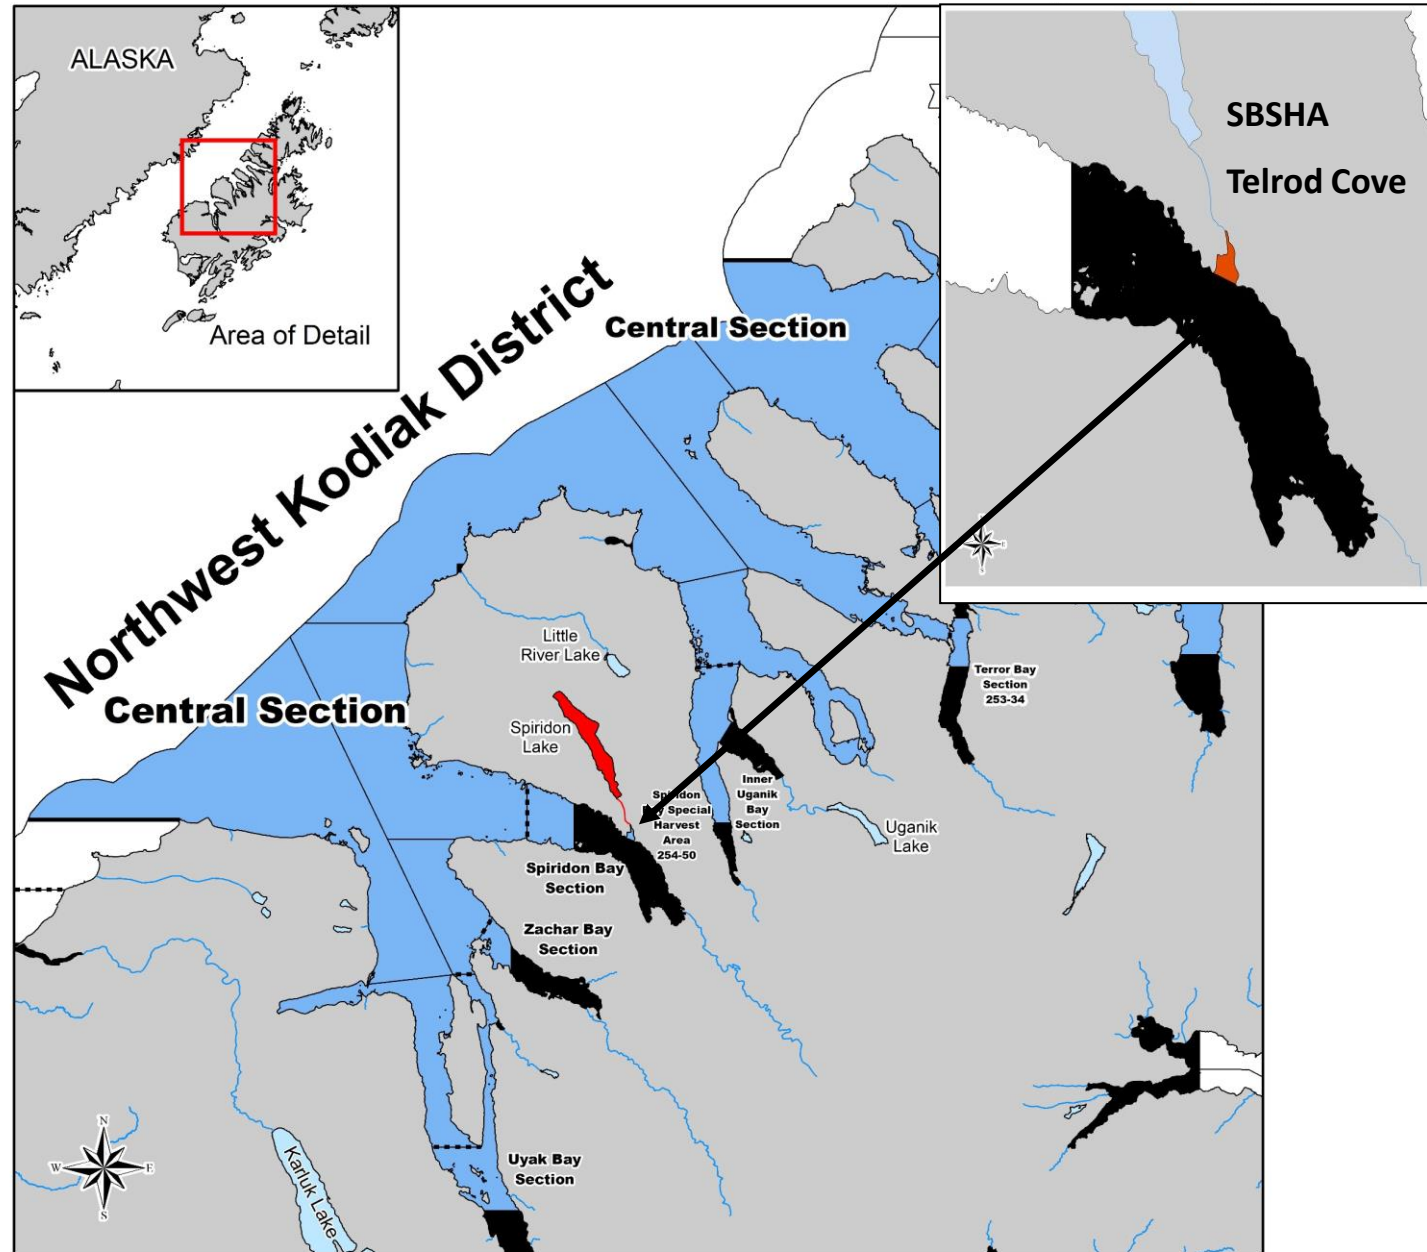 ALASKA
Area of Detail
SBSHA
Telrod Cove
Northwest Kodiak District
Central Section
Central Section
Little
River Lake
Spiridon
Lake
Terror Bay
Section
253-34
Inner
Uganik
Bay
Section
Spiridon
Bay Special
Harvest
Area
254-50
Uganik
Lake
Spiridon Bay
Section
Zachar Bay
Section
Uyak Bay
Section
Karluk Lake
N
W
E
S